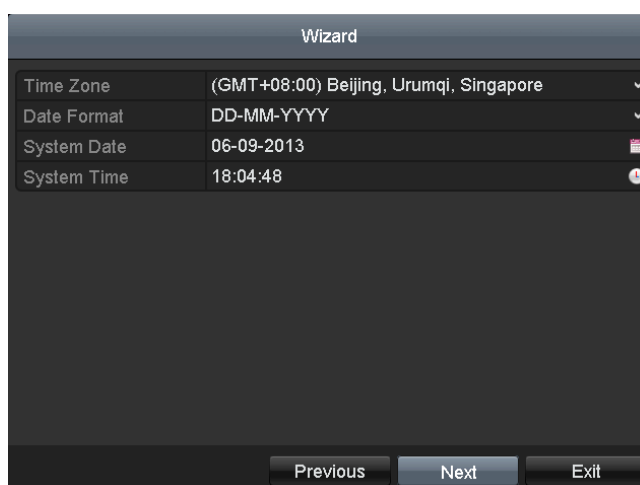 Wizard
Time Zone (GMT+08:00) Beijing, Urumqi, Singapore
Date Format DD-MM-YYYY
System Date 06-09-2013
System Time 18:04:48
Previous Next Exit